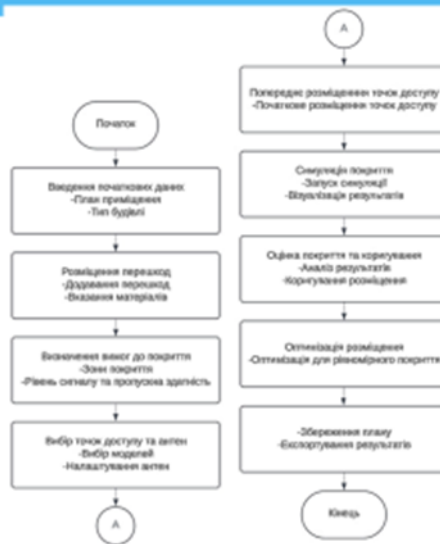 Початок
Введення початкових даних
-План приміщення
-Тип будівлі
Розміщення перешкод
-Додавання перешкод
-Вказання матеріалів
Визначення вимог до покриття
-Зони покриття
-Рівень сигналу та пропускна здатність
Вибір точок доступу та антен
-Вибір моделей
-Налаштування антен
А
А
Попереднє розміщення точок доступу
-Початкове розміщення точок доступу
Симуляція покриття
-Запуск симуляції
-Візуалізація результатів
Оцінка покриття та коригування
-Аналіз результатів
-Коригування розміщення
Оптимізація розміщення
-Оптимізація для рівномірного покриття
-Збереження плану
-Експортування результатів
Кінець